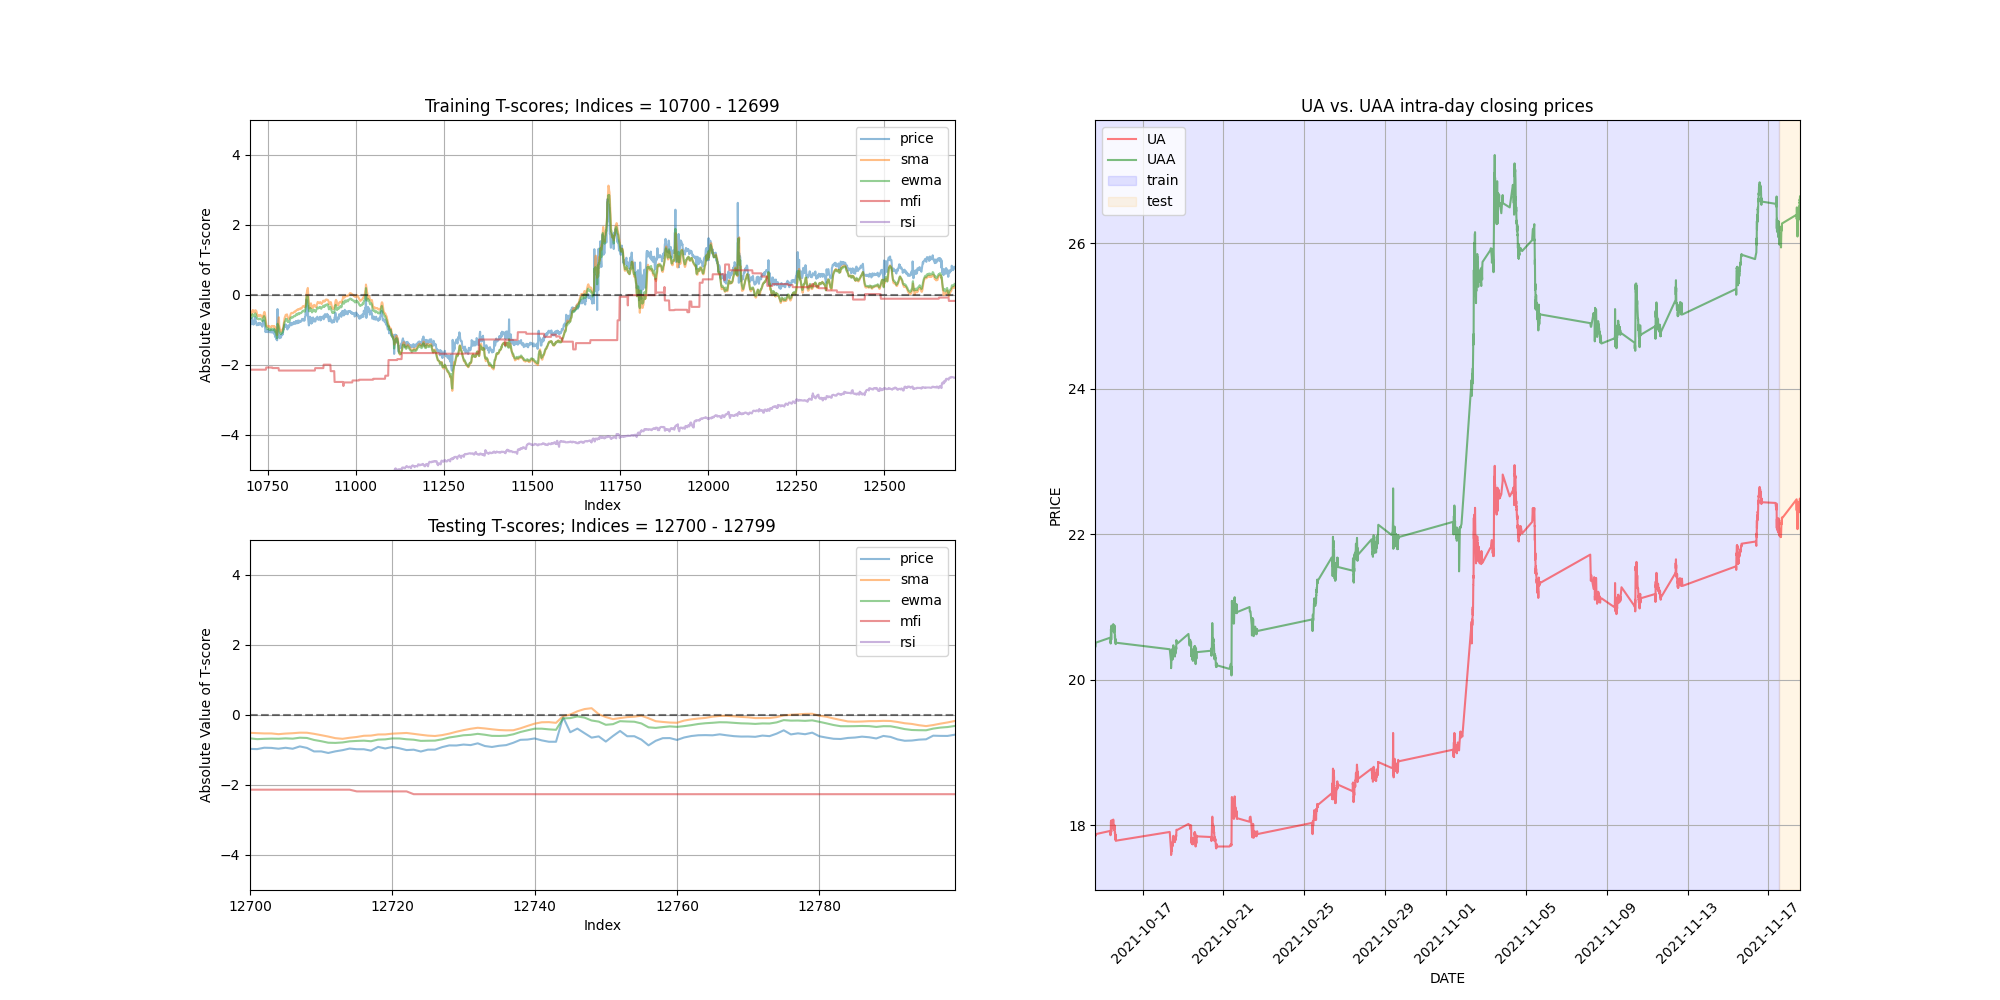 Training T-scores; Indices = 10700 - 12699
Absolute Value of T-score
4
2
0
−2
−4
price
sma
ewma
mfi
rsi
10750 11000 11250 11500 11750 12000 12250 12500
Index
Testing T-scores; Indices = 12700 - 12799
Absolute Value of T-score
4
2
0
−2
−4
price
sma
ewma
mfi
rsi
12700 12720 12740 12760 12780
Index
UA vs. UAA intra-day closing prices
UA
UAA
train
test
PRICE
26
24
22
20
18
2021-10-17 2021-10-21 2021-10-25 2021-10-29 2021-11-01 2021-11-05 2021-11-09 2021-11-13 2021-11-17
DATE